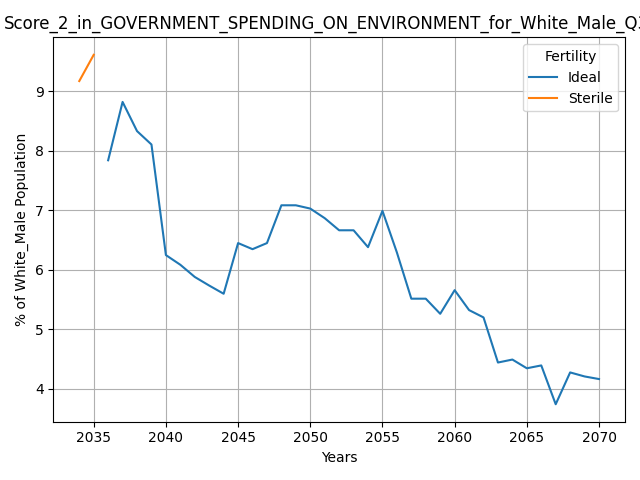 Score_2_in_GOVERNMENT_SPENDING_ON_ENVIRONMENT_for_White_Male_Q
Fertility
Ideal
Sterile
% of White_Male Population
9
8
7
6
5
4
2035 2040 2045 2050 2055 2060 2065 2070
Years